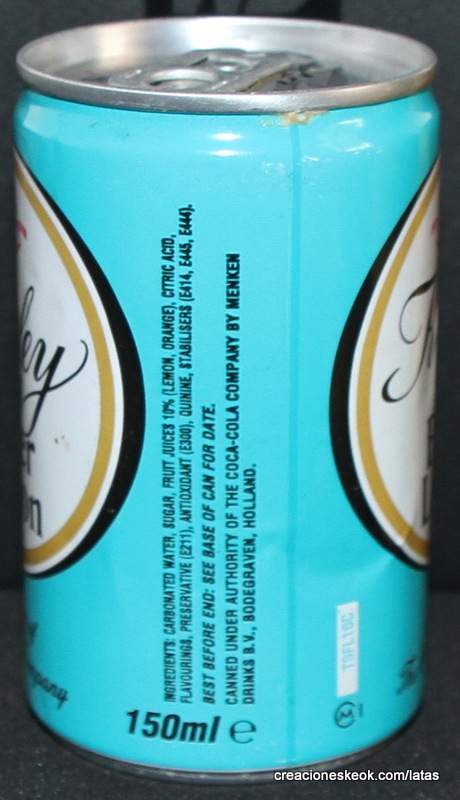 INGREDIENTS: CARBONATED WATER, SUGAR, FRUIT JUICES 10% (LEMON, ORANGE), CITRIC ACID,
FLAVOURINGS, PRESERVATIVE (E211), ANTIOXIDANT (E300), QUININE, STABILISERS (E414, E445, E444).
BEST BEFORE END: SEE BASE OF CAN FOR DATE.
CANNED UNDER AUTHORITY OF THE COCA-COLA COMPANY BY MENKEN
DRINKS B.V., BODEGRAVEN, HOLLAND.
150ml e
T9FL16C
M
creacioneskeok.com/latas